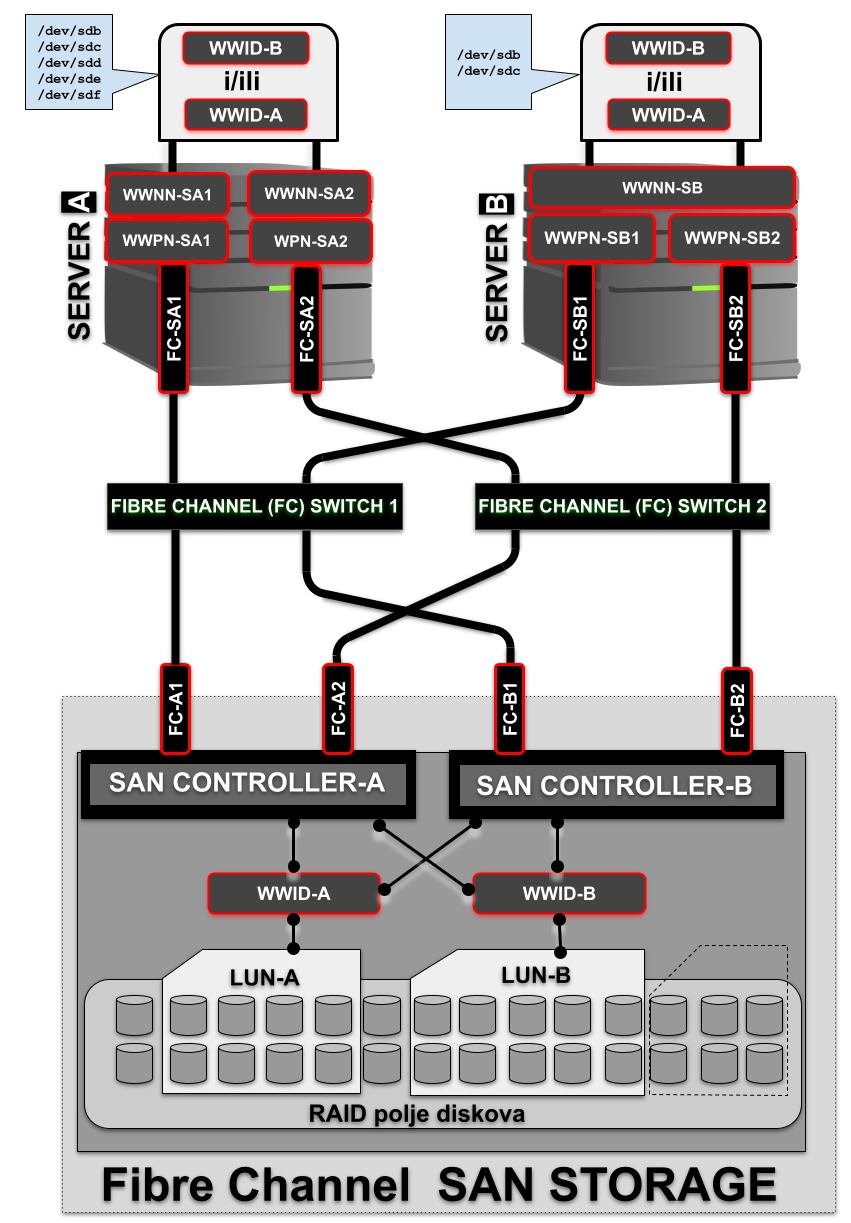 /dev/sdb
/dev/sdc
/dev/sdd
/dev/sde
/dev/sdf
WWID-B
i/ili
WWID-A
/dev/sdb
/dev/sdc
WWID-B
i/ili
WWID-A
SERVER A
WWNN-SA1
WWNN-SA2
WWPN-SA1
WPN-SA2
FC-SA1
FC-SA2
SERVER B
WWNN-SB
WWPN-SB1
WWPN-SB2
FC-SB1
FC-SB2
FIBRE CHANNEL (FC) SWITCH 1
FIBRE CHANNEL (FC) SWITCH 2
FC-A1
FC-A2
FC-B1
FC-B2
SAN CONTROLLER-A
SAN CONTROLLER-B
WWID-A
WWID-B
LUN-A
LUN-B
RAID polje diskova
Fibre Channel SAN STORAGE